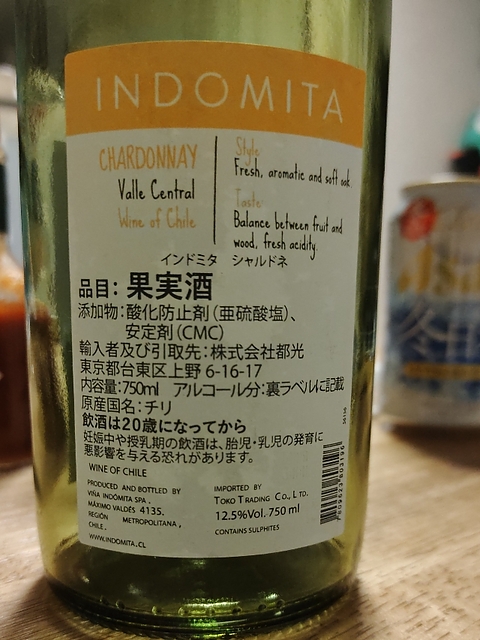 INDOMITA
CHARDONNAY
Valle Central
Wine of Chile
Style:
Fresh, aromatic and soft oak.
Taste:
Balance between fruit and
wood, fresh acidity.
インドミタ シャルドネ
品目：果実酒
添加物：酸化防止剤（亜硫酸塩）、
安定剤（CMC）
輸入者及び引取先：株式会社都光
東京都台東区上野 6-16-17
内容量：750ml アルコール分：裏ラベルに記載
原産国名：チリ
飲酒は20歳になってから
妊娠中や授乳期の飲酒は、胎児・乳児の発育に
悪影響を与える恐れがあります。
WINE OF CHILE
PRODUCED AND BOTTLED BY
VIÑA INDOMITA SPA.
MÁXIMO VALDÉS 4135.
REGIÓN METROPOLITANA,
CHILE.
WWW.INDOMITA.CL
IMPORTED BY
TOKO TRADING CO., LTD.
12.5%Vol. 750 ml
CONTAINS SULPHITES